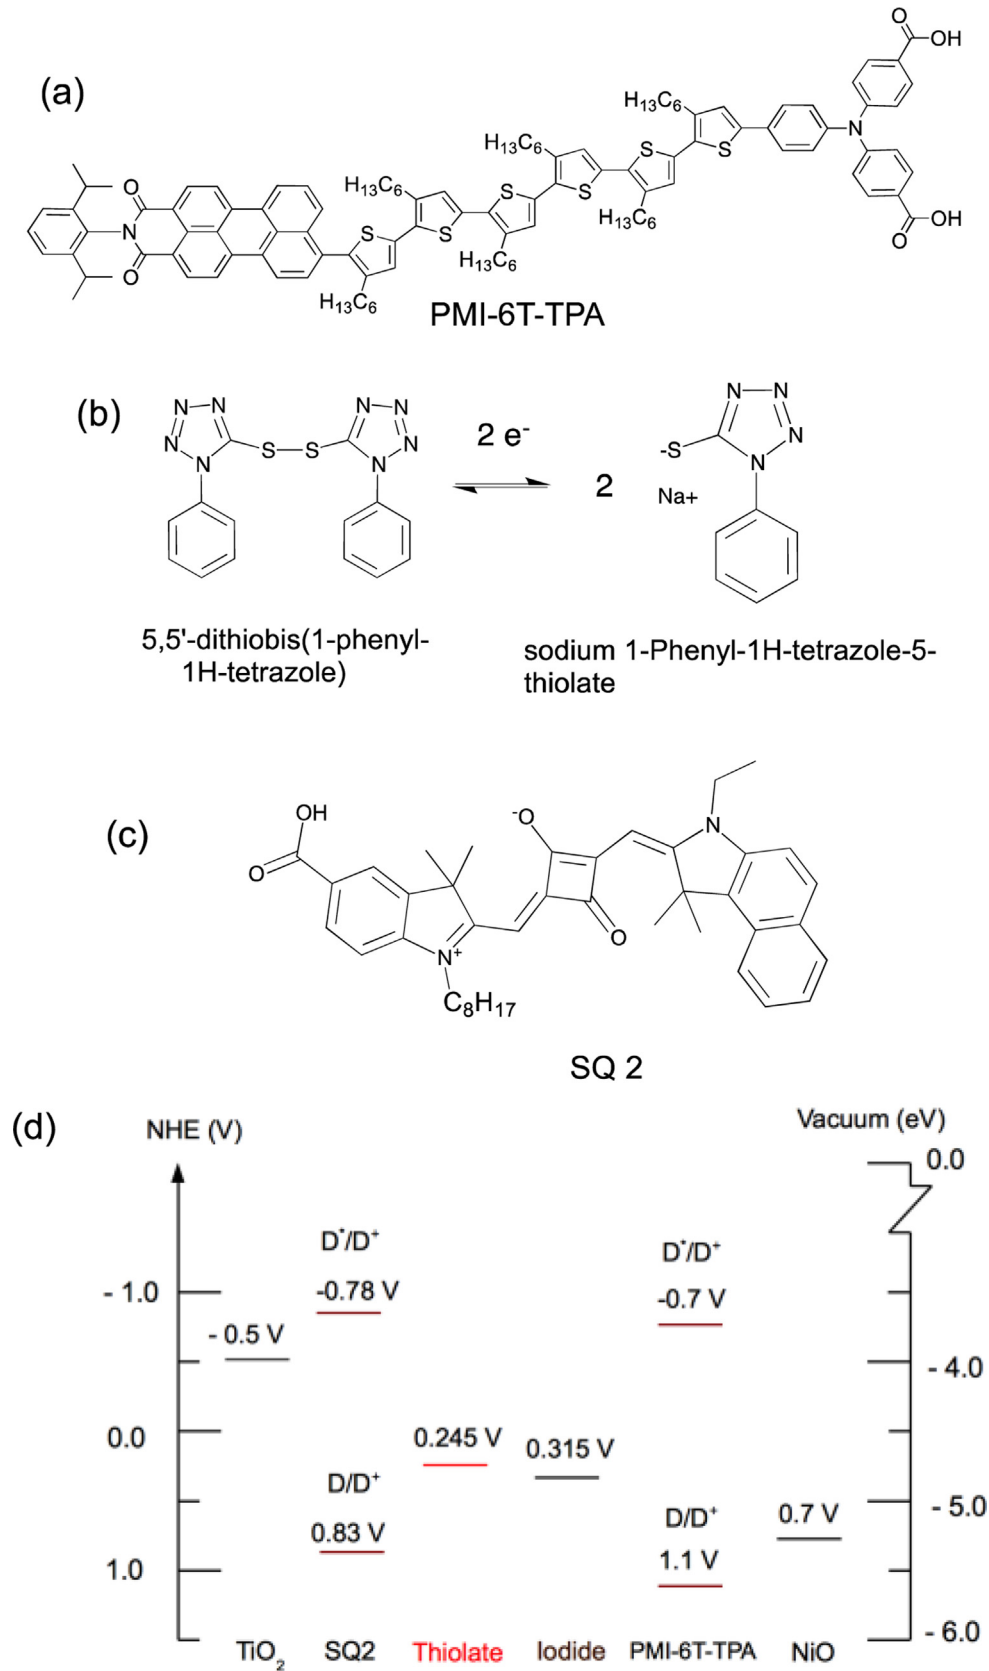 (a)
O
OH
H₁₃C₆
N
H₁₃C₆
S
S
H₁₃C₆
S
S
O
H₁₃C₆
S
S
H₁₃C₆
OH
N
O
O
H₁₃C₆
H₁₃C₆
PMI-6T-TPA
(b)
N N
N N
N
N
N
S S
N
N
N
2 e-
2
-S
N
N
N
N
Na+
5,5'-dithiobis(1-phenyl-
1H-tetrazole)
sodium 1-Phenyl-1H-tetrazole-5-
thiolate
(c)
OH
O
-O
N
O
N+
C₈H₁₇
SQ 2
(d)
NHE (V)
Vacuum (eV)
0.0
D*/D+
D*/D+
- 1.0
-0.78 V
-0.7 V
- 0.5 V
- 4.0
0.0
0.245 V
0.315 V
D/D+
D/D+
- 5.0
0.83 V
0.7 V
1.0
1.1 V
- 6.0
TiO₂
SQ2
Thiolate
Iodide
PMI-6T-TPA
NiO